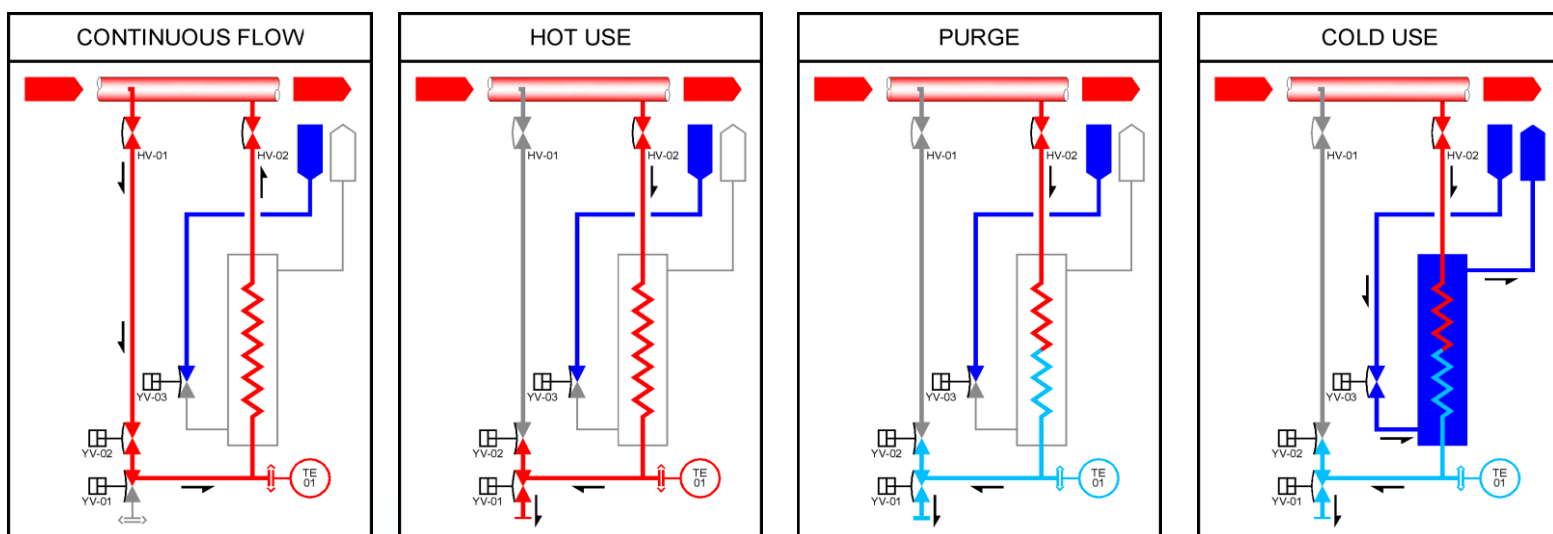 CONTINUOUS FLOW
HV-01
HV-02
YV-03
YV-02
YV-01
TE
01
HOT USE
HV-01
HV-02
YV-03
YV-02
YV-01
TE
01
PURGE
HV-01
HV-02
YV-03
YV-02
YV-01
TE
01
COLD USE
HV-01
HV-02
YV-03
YV-02
YV-01
TE
01